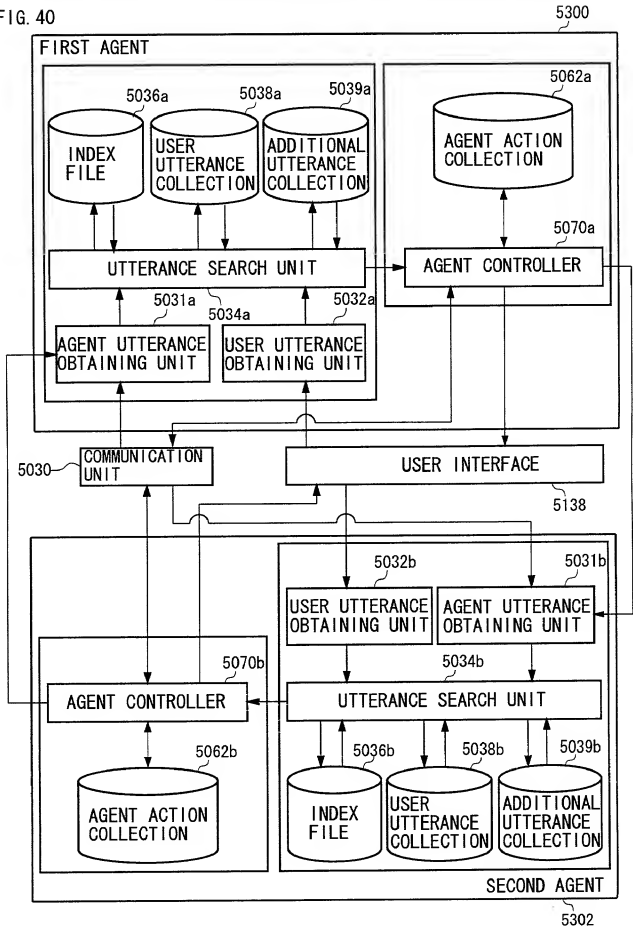 FIG. 40
5300
FIRST AGENT
5036a
5038a
5039a
5062a
INDEX
FILE
USER
UTTERANCE
COLLECTION
ADDITIONAL
UTTERANCE
COLLECTION
AGENT ACTION
COLLECTION
5070a
UTTERANCE SEARCH UNIT
AGENT CONTROLLER
5031a
5034a
5032a
AGENT UTTERANCE
OBTAINING UNIT
USER UTTERANCE
OBTAINING UNIT
5030
COMMUNICATION
UNIT
USER INTERFACE
5138
5032b
5031b
USER UTTERANCE
OBTAINING UNIT
AGENT UTTERANCE
OBTAINING UNIT
5070b
5034b
AGENT CONTROLLER
UTTERANCE SEARCH UNIT
5062b
5036b
5038b
5039b
AGENT ACTION
COLLECTION
INDEX
FILE
USER
UTTERANCE
COLLECTION
ADDITIONAL
UTTERANCE
COLLECTION
SECOND AGENT
5302